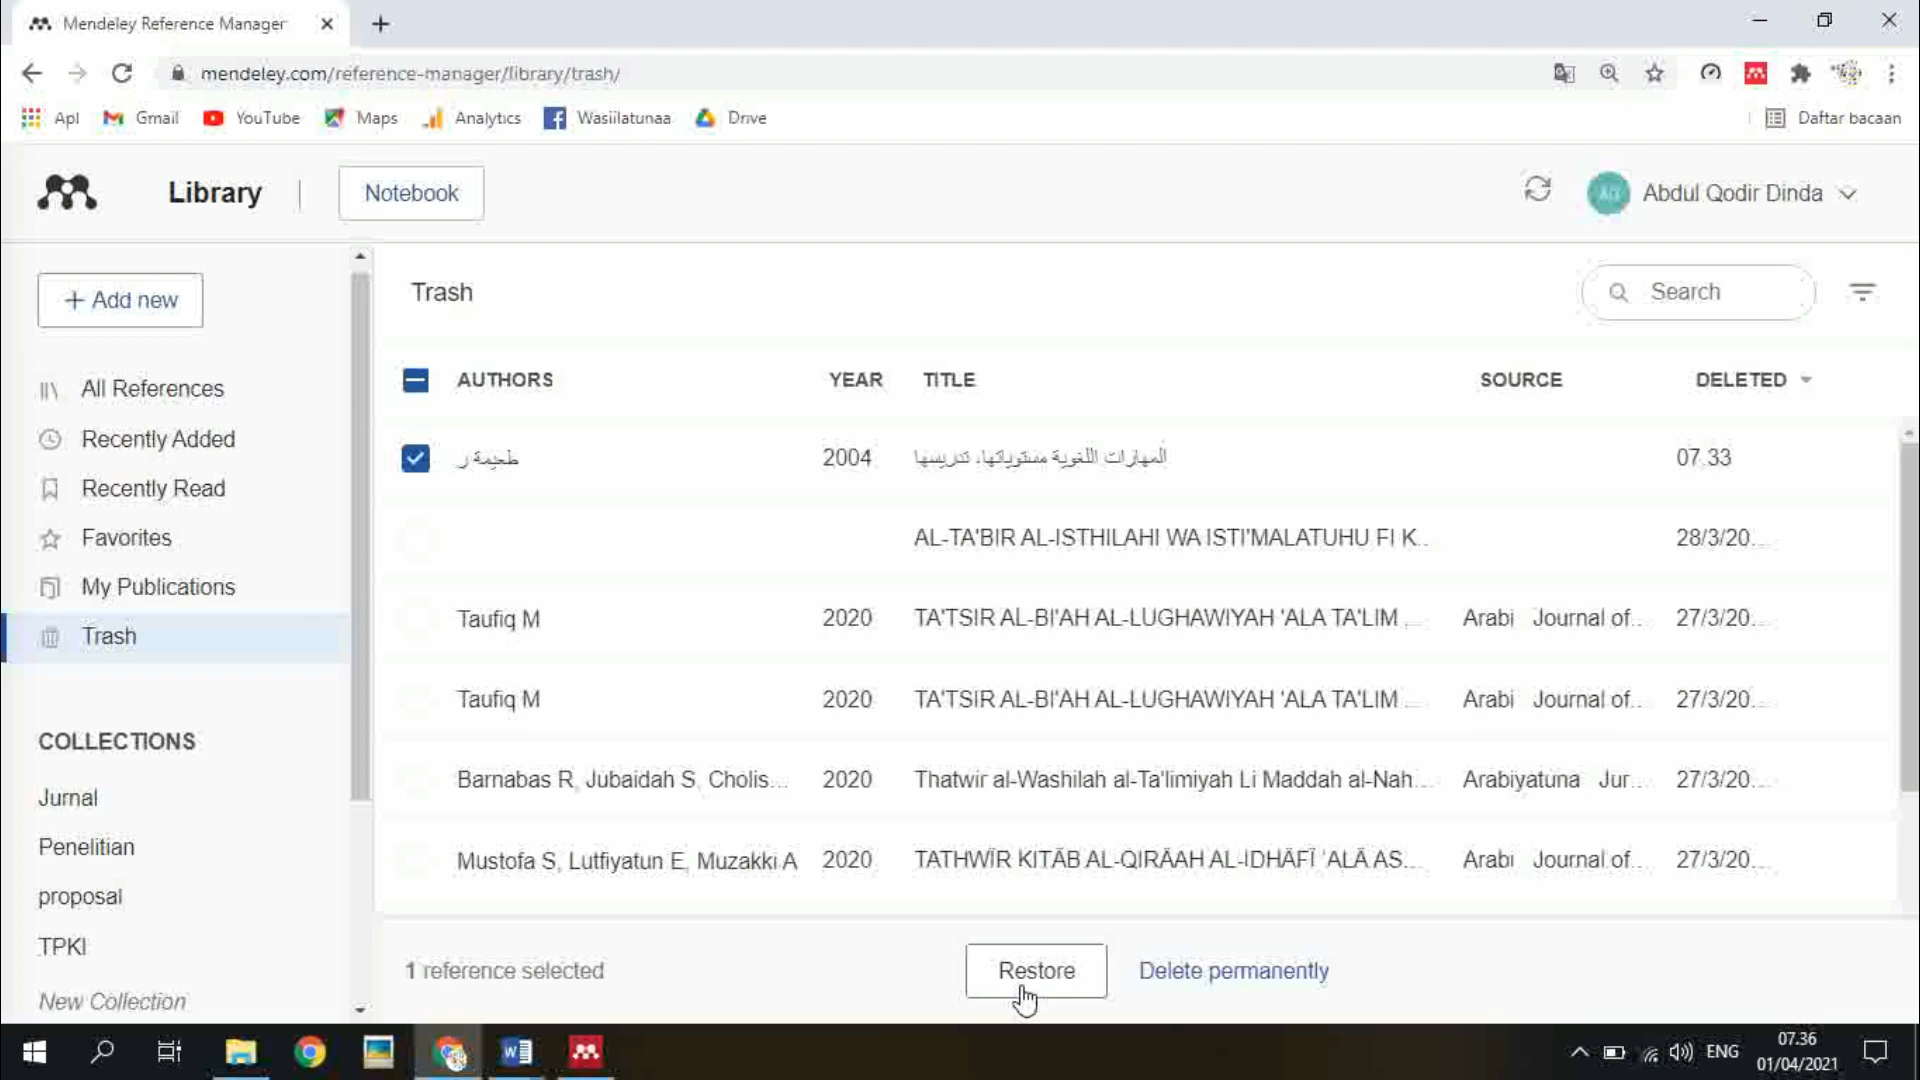 Mendeley Reference Manager
mendeley.com/reference-manager/library/trash/
Apl Gmail YouTube Maps Analytics Wasiilatunaa Drive Daftar bacaan
Library Notebook Abdul Qodir Dinda
+ Add new
Trash
Search
AUTHORS YEAR TITLE SOURCE DELETED
طعيمة ر 2004 المهارات اللغوية مستوياتها، تدريسها 07.33
AL-TA'BIR AL-ISTHILAHI WA ISTI'MALATUHU FI K... 28/3/20...
Taufiq M 2020 TA'TSIR AL-BI'AH AL-LUGHAWIYAH 'ALA TA'LIM ... Arabi Journal of... 27/3/20...
Taufiq M 2020 TA'TSIR AL-BI'AH AL-LUGHAWIYAH 'ALA TA'LIM ... Arabi Journal of... 27/3/20...
Barnabas R, Jubaidah S, Cholis... 2020 Thatwir al-Washilah al-Ta'limiyah Li Maddah al-Nah... Arabiyatuna Jur... 27/3/20...
Mustofa S, Lutfiyatun E, Muzakki A 2020 TATHWĪR KITĀB AL-QIRĀAH AL-IDHĀFĪ 'ALĀ AS... Arabi Journal of... 27/3/20...
All References
Recently Added
Recently Read
Favorites
My Publications
Trash
COLLECTIONS
Jurnal
Penelitian
proposal
TPKI
New Collection
1 reference selected Restore Delete permanently
ENG
07.36
01/04/2021